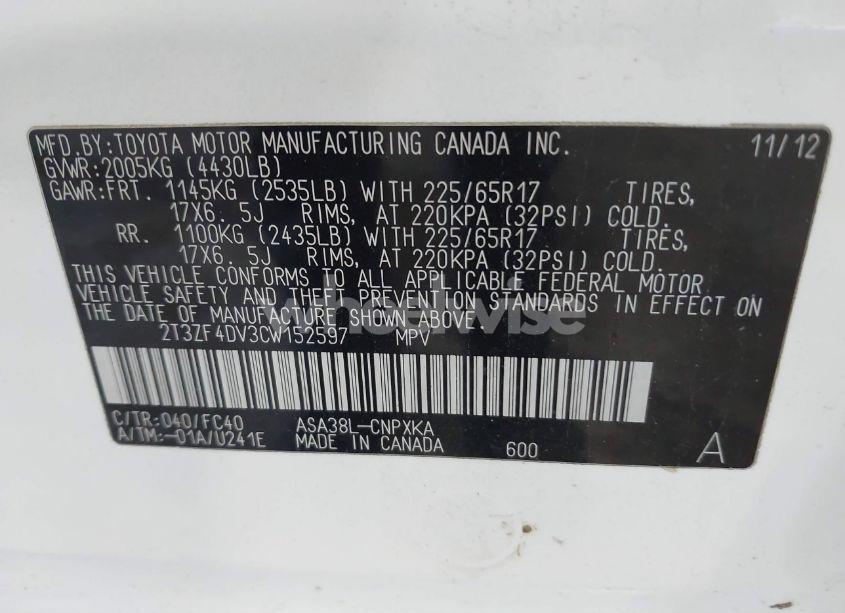 MFD.BY:TOYOTA MOTOR MANUFACTURING CANADA INC. 11/12
GVWR:2005KG (4430LB)
GAWR:FRT. 1145KG (2535LB) WITH 225/65R17 TIRES,
17X6. 5J RIMS, AT 220KPA (32PSI) COLD.
RR. 1100KG (2435LB) WITH 225/65R17 TIRES,
17X6. 5J RIMS, AT 220KPA (32PSI) COLD.
THIS VEHICLE CONFORMS TO ALL APPLICABLE FEDERAL MOTOR
VEHICLE SAFETY AND THEFT PREVENTION STANDARDS IN EFFECT ON
THE DATE OF MANUFACTURE SHOWN ABOVE.
wheelwise
2T3ZF4DV3CW152597 MPV
C/TR:040/FC40 ASA38L-CNPXKA
A/TM:-01A/U241E MADE IN CANADA 600 A